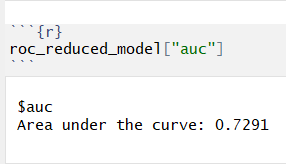 ```{r}
roc_reduced_model["auc"]
```
$auc
Area under the curve: 0.7291